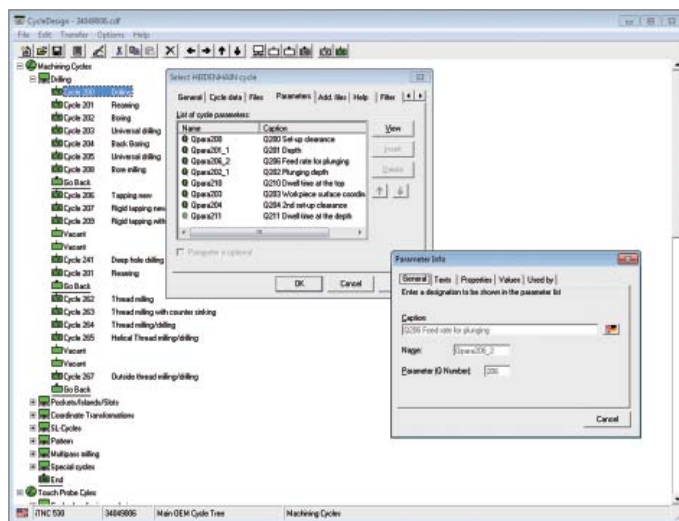 CycleDesign - 34049806.cdf
File Edit Transfer Options Help
Machining Cycles
Drilling
Cycle 200 Drilling
Cycle 201 Reaming
Cycle 202 Boring
Cycle 203 Universal drilling
Cycle 204 Back Boring
Cycle 205 Universal drilling
Cycle 208 Bore milling
Go Back
Cycle 206 Tapping new
Cycle 207 Rigid tapping new
Cycle 209 Rigid tapping with
Vacant
Vacant
Cycle 241 Deep hole drilling
Cycle 201 Reaming
Cycle 262 Thread milling
Cycle 263 Thread milling with counter sinking
Cycle 264 Thread milling/drilling
Cycle 265 Helical Thread milling/drilling
Vacant
Vacant
Cycle 267 Outside thread milling/drilling
Go Back
Pockets/Islands/Slots
Coordinate Transformations
SL-Cycles
Pattern
Multipass milling
Special cycles
End
Touch Probe Cycles
Select HEIDENHAIN cycle
General Cycle data Files Parameters Add. files Help Filter
List of cycle parameters:
Name Caption
Qpara200 Q200 Set-up clearance
Qpara201_1 Q201 Depth
Qpara206_2 Q206 Feed rate for plunging
Qpara202_1 Q202 Plunging depth
Qpara210 Q210 Dwell time at the top
Qpara203 Q203 Workpiece surface coordin
Qpara204 Q204 2nd set-up clearance
Qpara211 Q211 Dwell time at the depth
View
Insert
Delete
Parameter is optional
OK Cancel
Parameter Info
General Texts Properties Values Used by
Enter a designation to be shown in the parameter list
Caption:
Q206 Feed rate for plunging
Name: Qpara206_2
Parameter (Q Number): 206
Cancel
iTNC 530 34049806 Main OEM Cycle Tree Machining Cycles